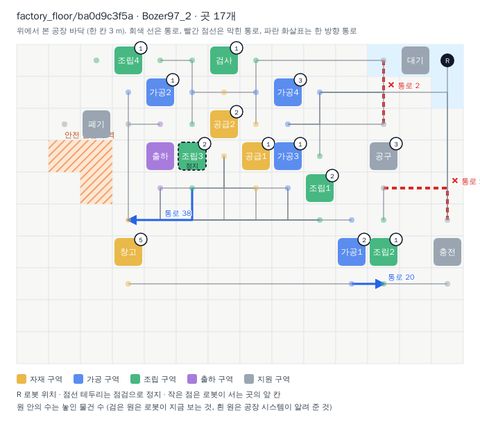 factory_floor/ba0d9c3f5a · Bozer97_2 · 곳 17개
위에서 본 공장 바닥 (한 칸 3 m). 회색 선은 통로, 빨간 점선은 막힌 통로, 파란 화살표는 한 방향 통로
조립4 1
검사 1
대기
R
가공2 1
가공4 3
✕ 통로 2
폐기
공급2 2
안전
역
출하
조립3 2
정지
공급1 1
가공3 1
공구 3
조립1 2
✕ 통로
통로 38
창고 5
가공1 2
조립2 1
충전
통로 20
자재 구역 가공 구역 조립 구역 출하 구역 지원 구역
R 로봇 위치 · 점선 테두리는 점검으로 정지 · 작은 점은 로봇이 서는 곳의 앞 칸
원 안의 수는 놓인 물건 수 (검은 원은 로봇이 지금 보는 것, 흰 원은 공장 시스템이 알려 준 것)